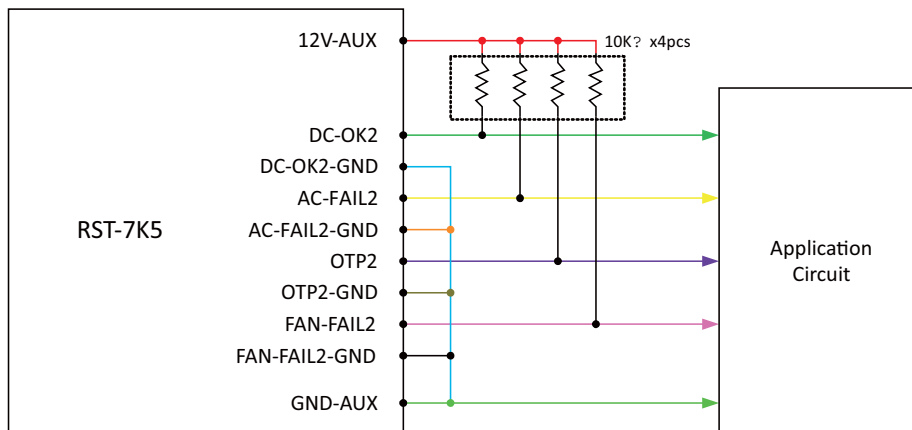 12V-AUX
10K? x4pcs
DC-OK2
DC-OK2-GND
AC-FAIL2
RST-7K5
AC-FAIL2-GND
OTP2
OTP2-GND
FAN-FAIL2
FAN-FAIL2-GND
GND-AUX
Application
Circuit